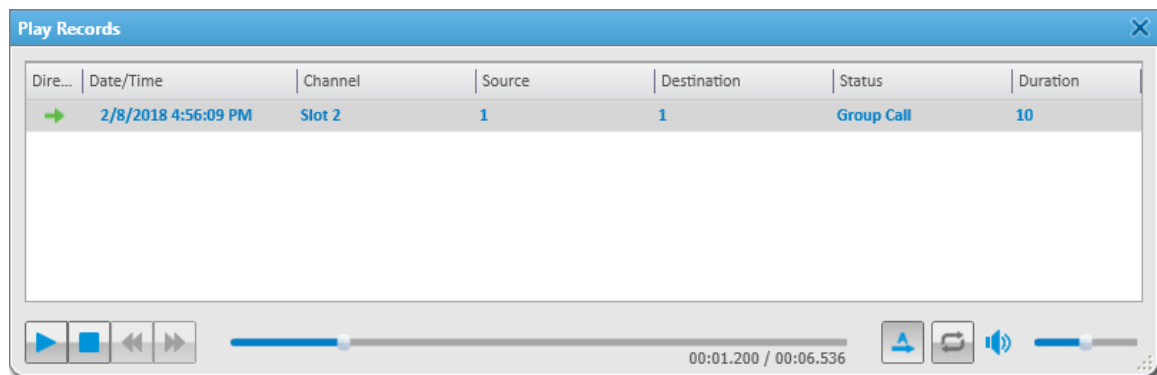 Play Records
Dire... Date/Time Channel Source Destination Status Duration
2/8/2018 4:56:09 PM Slot 2 1 1 Group Call 10
00:01.200 / 00:06.536
A